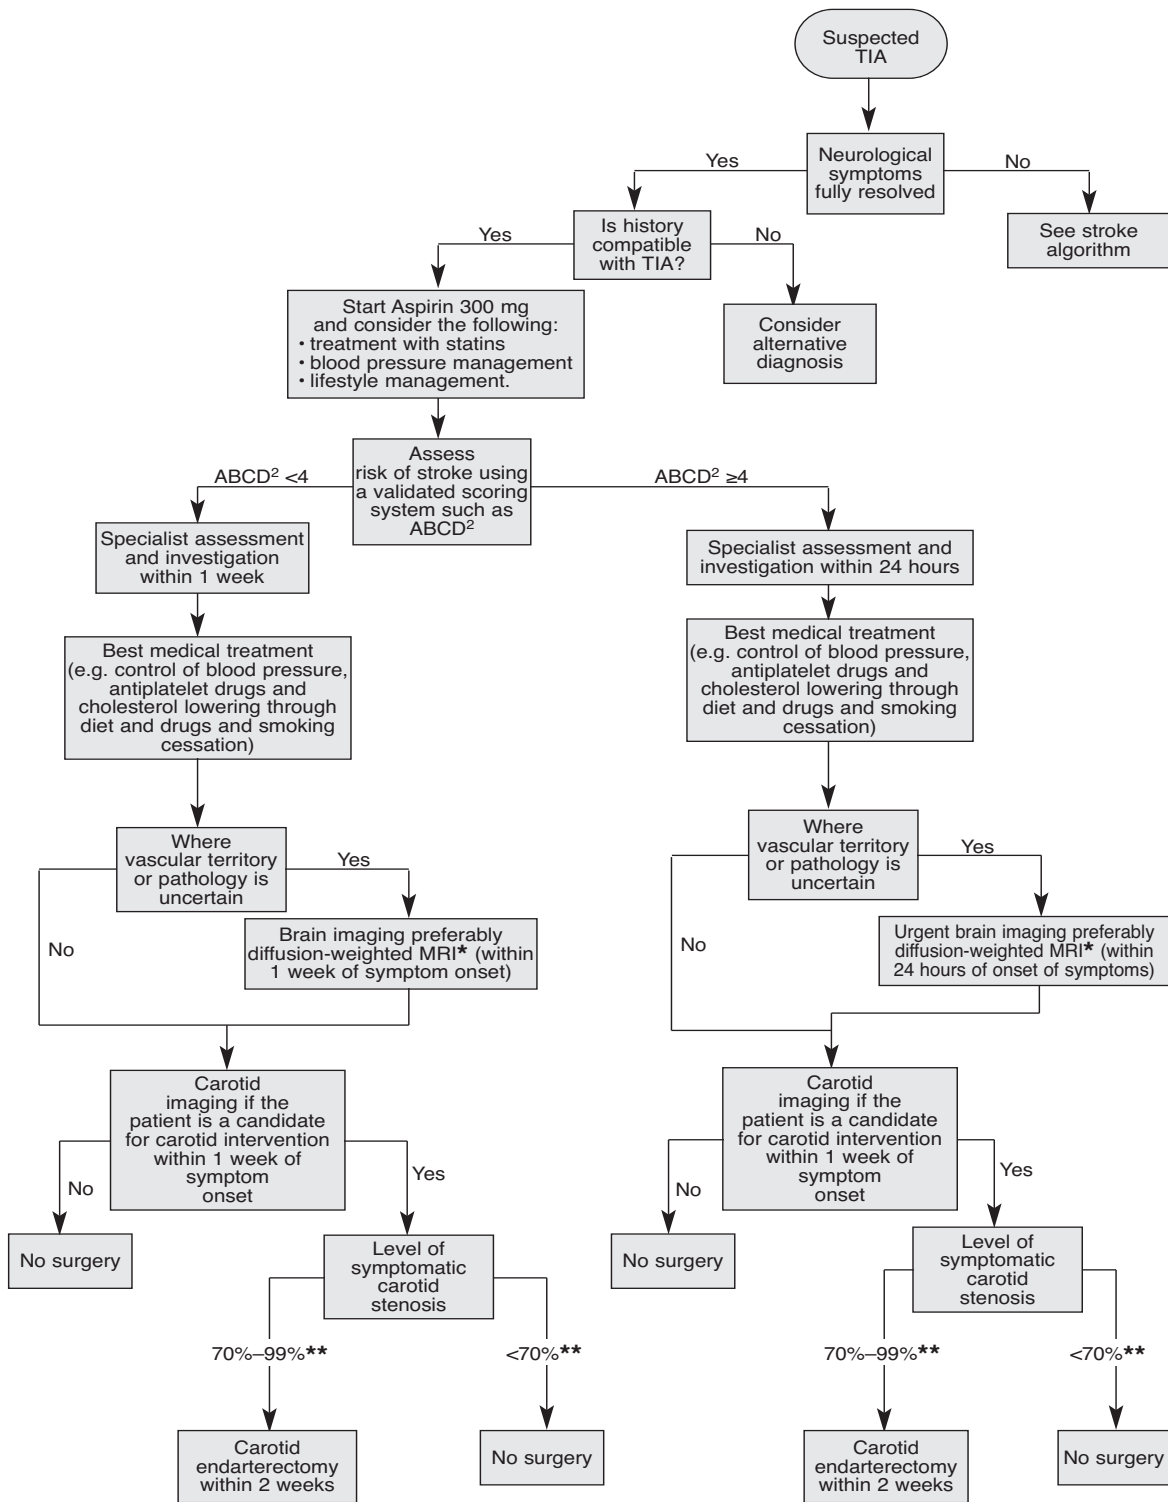 Suspected
TIA
Yes
Neurological
symptoms
fully resolved
No
Yes
Is history
compatible
with TIA?
No
See stroke
algorithm
Start Aspirin 300 mg
and consider the following:
• treatment with statins
• blood pressure management
• lifestyle management.
Consider
alternative
diagnosis
ABCD² <4
Assess
risk of stroke using
a validated scoring
system such as
ABCD²
ABCD² ≥4
Specialist assessment
and investigation
within 1 week
Specialist assessment and
investigation within 24 hours
Best medical treatment
(e.g. control of blood pressure,
antiplatelet drugs and
cholesterol lowering through
diet and drugs and smoking
cessation)
Best medical treatment
(e.g. control of blood pressure,
antiplatelet drugs and
cholesterol lowering through
diet and drugs and smoking
cessation)
Where
vascular territory
or pathology is
uncertain
Yes
No
Brain imaging preferably
diffusion-weighted MRI* (within
1 week of symptom onset)
Where
vascular territory
or pathology is
uncertain
Yes
No
Urgent brain imaging preferably
diffusion-weighted MRI* (within
24 hours of onset of symptoms)
Carotid
imaging if the
patient is a candidate
for carotid intervention
within 1 week of
symptom
onset
No
Yes
Carotid
imaging if the
patient is a candidate
for carotid intervention
within 1 week of
symptom
onset
No
Yes
No surgery
Level of
symptomatic
carotid
stenosis
No surgery
Level of
symptomatic
carotid
stenosis
70%–99%**
<70%**
70%–99%**
<70%**
Carotid
endarterectomy
within 2 weeks
No surgery
Carotid
endarterectomy
within 2 weeks
No surgery